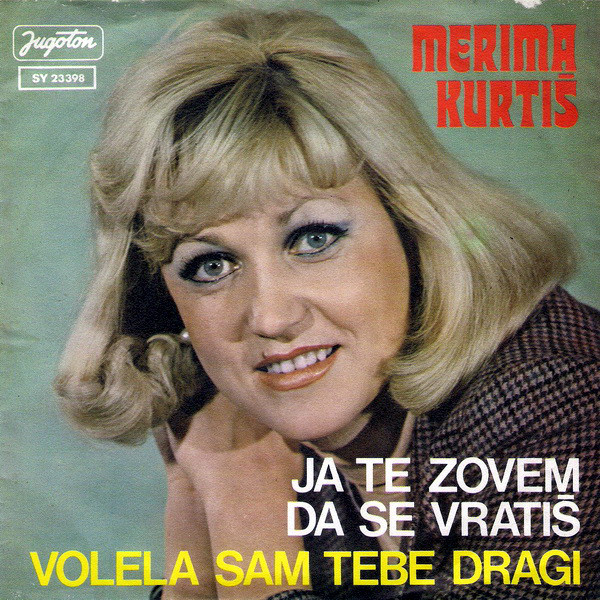 Jugoton
SY 23398
MERIMA
KURTIŠ
JA TE ZOVEM
DA SE VRATIŠ
VOLELA SAM TEBE DRAGI